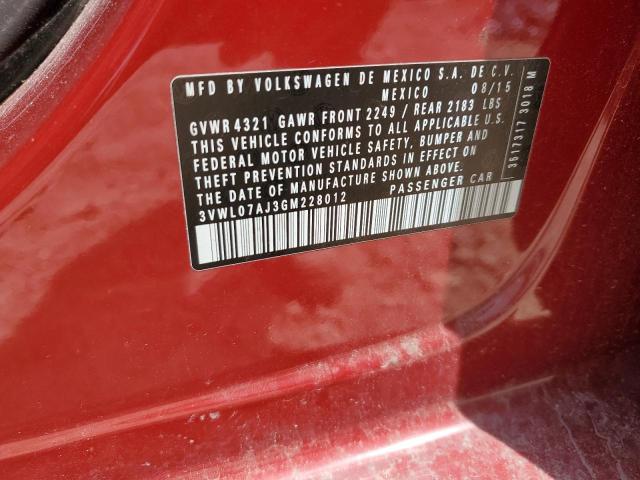 MFD BY VOLKSWAGEN DE MEXICO S.A. DE C.V.
MEXICO 08/15
GVWR 4321 GAWR FRONT 2249 / REAR 2183 LBS
THIS VEHICLE CONFORMS TO ALL APPLICABLE U.S.
FEDERAL MOTOR VEHICLE SAFETY, BUMPER AND
THEFT PREVENTION STANDARDS IN EFFECT ON
THE DATE OF MANUFACTURE SHOWN ABOVE.
3VWL07AJ3GM228012 PASSENGER CAR
3517317 3018 M